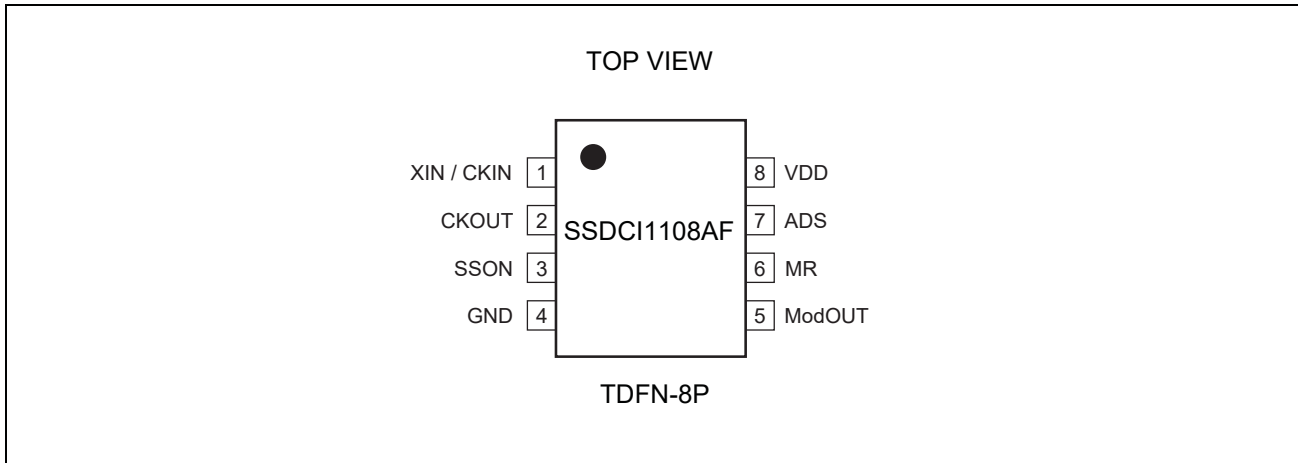 TOP VIEW
XIN / CKIN 1
8 VDD
CKOUT 2
SSDCI1108AF
7 ADS
SSON 3
6 MR
GND 4
5 ModOUT
TDFN-8P